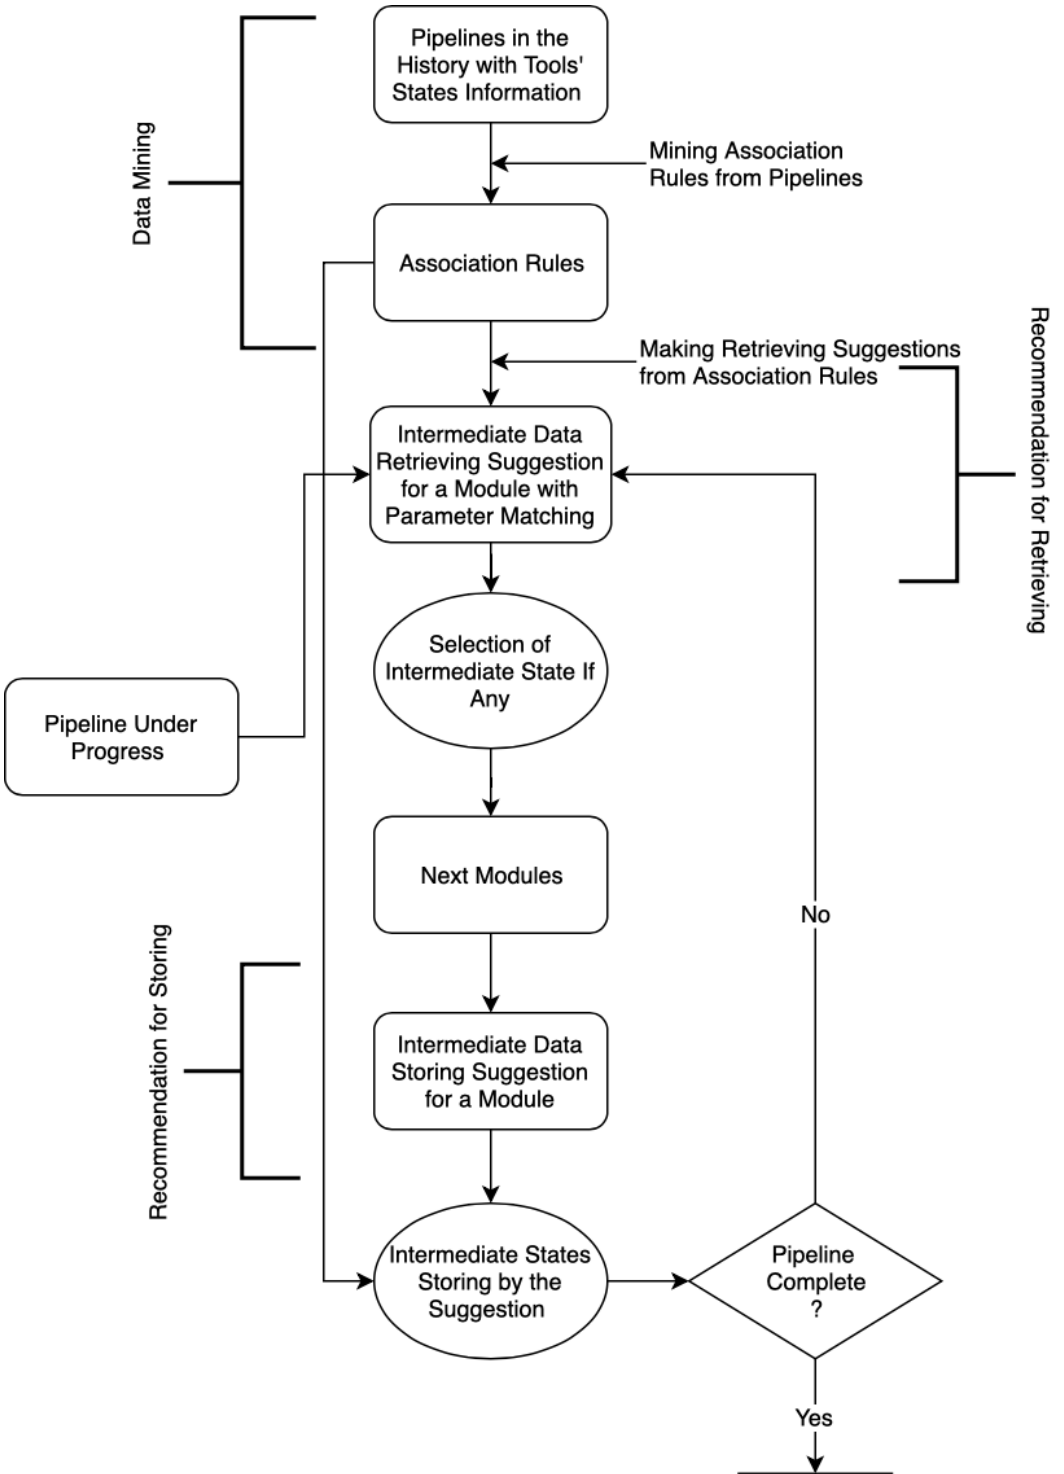 Pipelines in the
History with Tools'
States Information
Data Mining
Mining Association
Rules from Pipelines
Association Rules
Making Retrieving Suggestions
from Association Rules
Recommendation for Retrieving
Intermediate Data
Retrieving Suggestion
for a Module with
Parameter Matching
Selection of
Intermediate State If
Any
Pipeline Under
Progress
Next Modules
No
Recommendation for Storing
Intermediate Data
Storing Suggestion
for a Module
Intermediate States
Storing by the
Suggestion
Pipeline
Complete
?
Yes